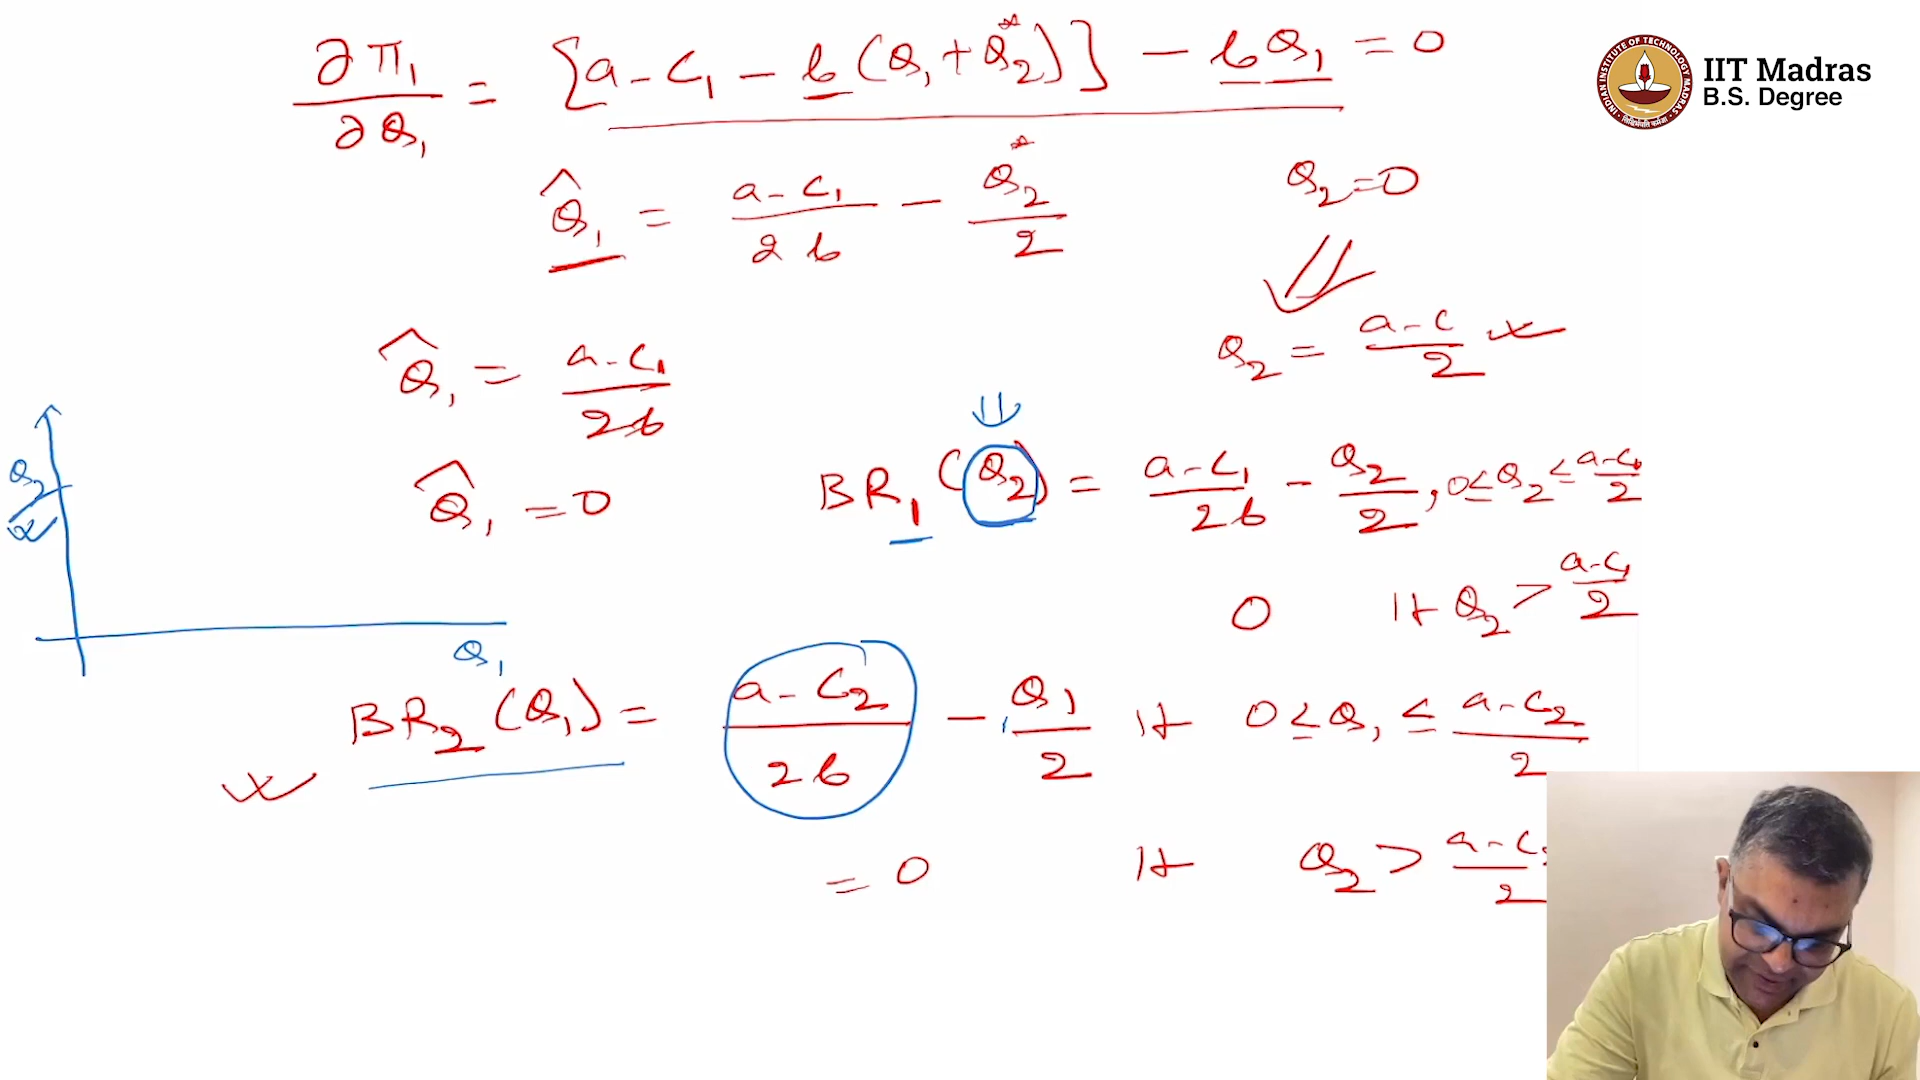 ∂π₁/∂Q₁ = {a - c₁ - b (Q₁ + Q₂*)} - bQ₁ = 0
IIT Madras
B.S. Degree
Q̂₁ = (a - c₁)/2b - Q₂*/2
Q₂ = 0
⇓
Q₂ = (a - c)/2
Q̂₁ = (a - c₁)/2b
⇓
Q̂₁ = 0
BR₁ (Q₂) = (a - c₁)/2b - Q₂/2, 0 ≤ Q₂ ≤ (a - c₁)/2
Q₂
0 If Q₂ > (a - c₁)/2
Q₁
BR₂ (Q₁) = (a - c₂)/2b - Q₁/2 If 0 ≤ Q₁ ≤ (a - c₂)/2
= 0 If Q₂ > (a - c₂)/2